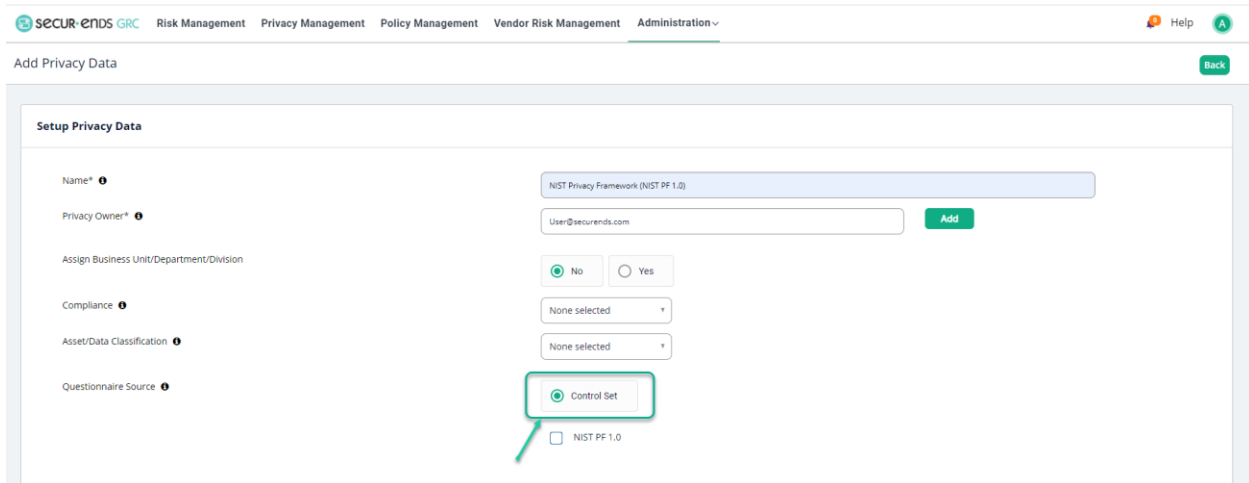 SECUR·ENDS GRC Risk Management Privacy Management Policy Management Vendor Risk Management Administration 0 Help A
Add Privacy Data Back
Setup Privacy Data
Name* NIST Privacy Framework (NIST PF 1.0)
Privacy Owner* User@securends.com Add
Assign Business Unit/Department/Division No Yes
Compliance None selected
Asset/Data Classification None selected
Questionnaire Source Control Set
NIST PF 1.0